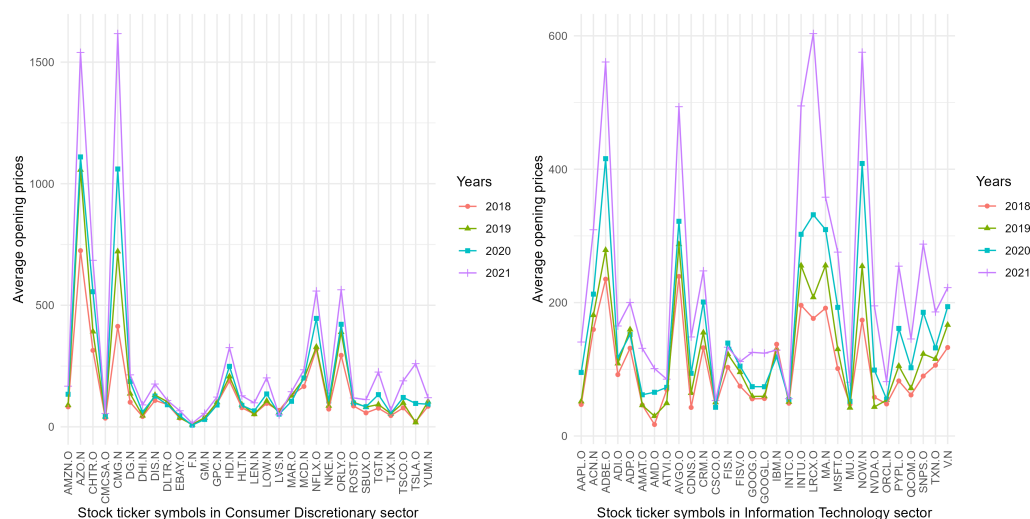 Average opening prices
1500
1000
500
0
AMZN.O
AZO.N
CHTR.O
CMCSA.O
CMG.N
DG.N
DHI.N
DIS.N
DLTR.O
EBAY.O
F.N
GM.N
GPC.N
HD.N
HLT.N
LEN.N
LOW.N
LVS.N
MAR.O
MCD.N
NFLX.O
NKE.N
ORLY.O
ROST.O
SBUX.O
TGT.N
TJX.N
TSCO.O
TSLA.O
YUM.N
Stock ticker symbols in Consumer Discretionary sector
Years
2018
2019
2020
2021
Average opening prices
600
400
200
0
AAPL.O
ACN.N
ADBE.O
ADI.O
ADP.O
AMAT.O
AMD.O
ATVI.O
AVGO.O
CDNS.O
CRM.N
CSCO.O
FIS.N
FISV.O
GOOG.O
GOOGL.O
IBM.N
INTC.O
INTU.O
LRCX.O
MA.N
MSFT.O
MU.O
NOW.N
NVDA.O
ORCL.N
PYPL.O
QCOM.O
SNPS.O
TXN.O
V.N
Stock ticker symbols in Information Technology sector
Years
2018
2019
2020
2021